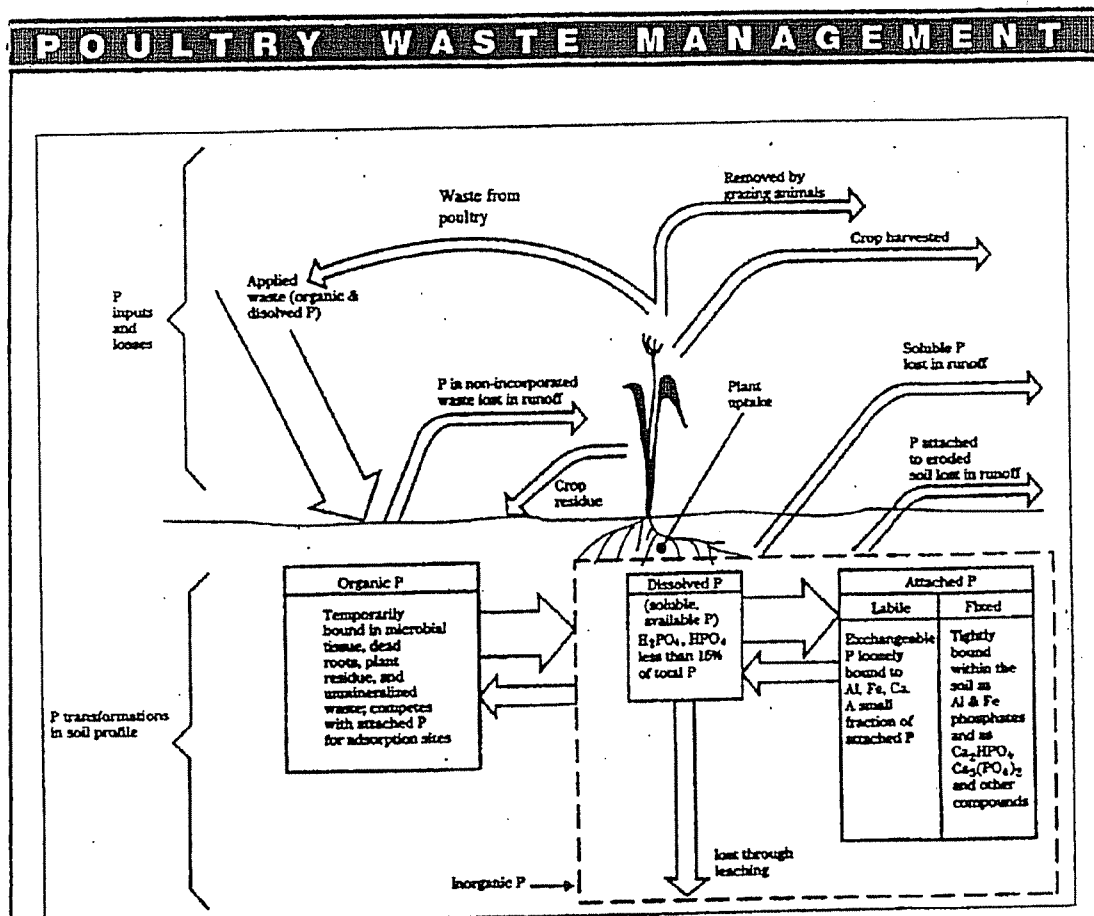 POULTRY WASTE MANAGEMENT
Removed by
grazing animals
Waste from
poultry
Crop harvested
Applied
waste (organic &
disolved P)
P
inputs
and
losses
Soluble P
lost in runoff
P in non-incorporated
waste lost in runoff
Plant
uptake
P attached
to eroded
soil lost in runoff
Crop
residue
Organic P
Temporarily
bound in microbial
tissue, dead
roots, plant
residue, and
unmineralized
waste; competes
with attached P
for adsorption sites
Dissolved P
(soluble,
available P)
H₂PO₄, HPO₄
less than 15%
of total P
Attached P
Labile
Exchangeable
P loosely
bound to
Al, Fe, Ca.
A small
fraction of
attached P
Fixed
Tightly
bound
within the
soil as
Al & Fe
phosphates
and as
Ca₂HPO₄,
Ca₃(PO₄)₂
and other
compounds
P transformations
in soil profile
lost through
leaching
Inorganic P